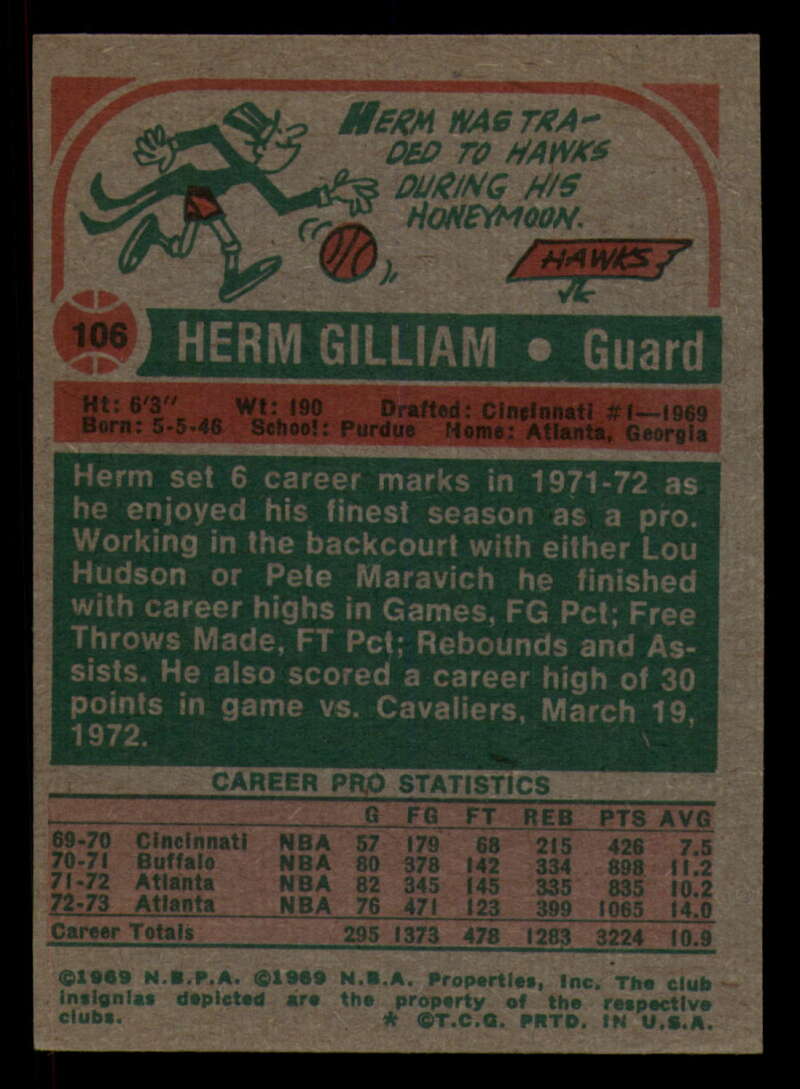 HERM WAS TRA-
DED TO HAWKS
DURING HIS
HONEYMOON.
HAWKS
106
HERM GILLIAM • Guard
Ht: 6'3" Wt: 190 Drafted: Cincinnati #1—1969
Born: 5-5-46 School: Purdue Home: Atlanta, Georgia
Herm set 6 career marks in 1971-72 as
he enjoyed his finest season as a pro.
Working in the backcourt with either Lou
Hudson or Pete Maravich he finished
with career highs in Games, FG Pct; Free
Throws Made, FT Pct; Rebounds and As-
sists. He also scored a career high of 30
points in game vs. Cavaliers, March 19,
1972.
CAREER PRO STATISTICS
G FG FT REB PTS AVG
69-70 Cincinnati NBA 57 179 68 215 426 7.5
70-71 Buffalo NBA 80 378 142 334 898 11.2
71-72 Atlanta NBA 82 345 145 335 835 10.2
72-73 Atlanta NBA 76 471 123 399 1065 14.0
Career Totals 295 1373 478 1283 3224 10.9
©1969 N.B.P.A. ©1969 N.B.A. Properties, Inc. The club
insignias depicted are the property of the respective
clubs. * ©T.C.G. PRTD. IN U.S.A.